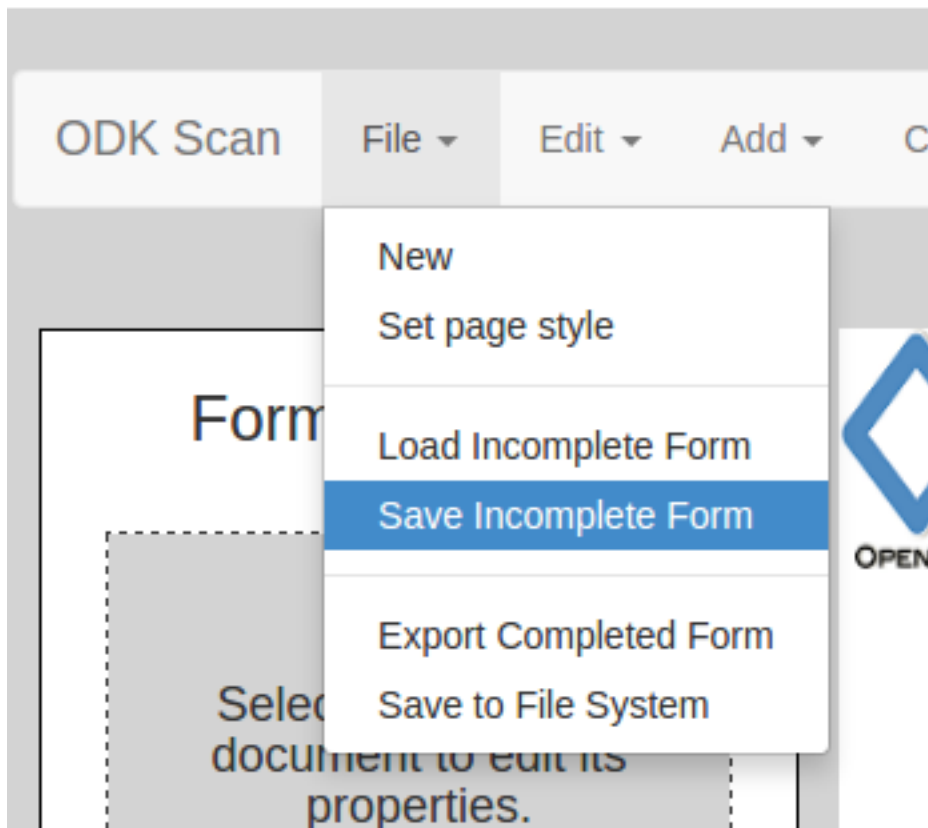 ODK Scan File Edit Add
New
Set page style
Form
Load Incomplete Form
Save Incomplete Form
OPEN
Export Completed Form
Save to File System
document to edit its
properties.